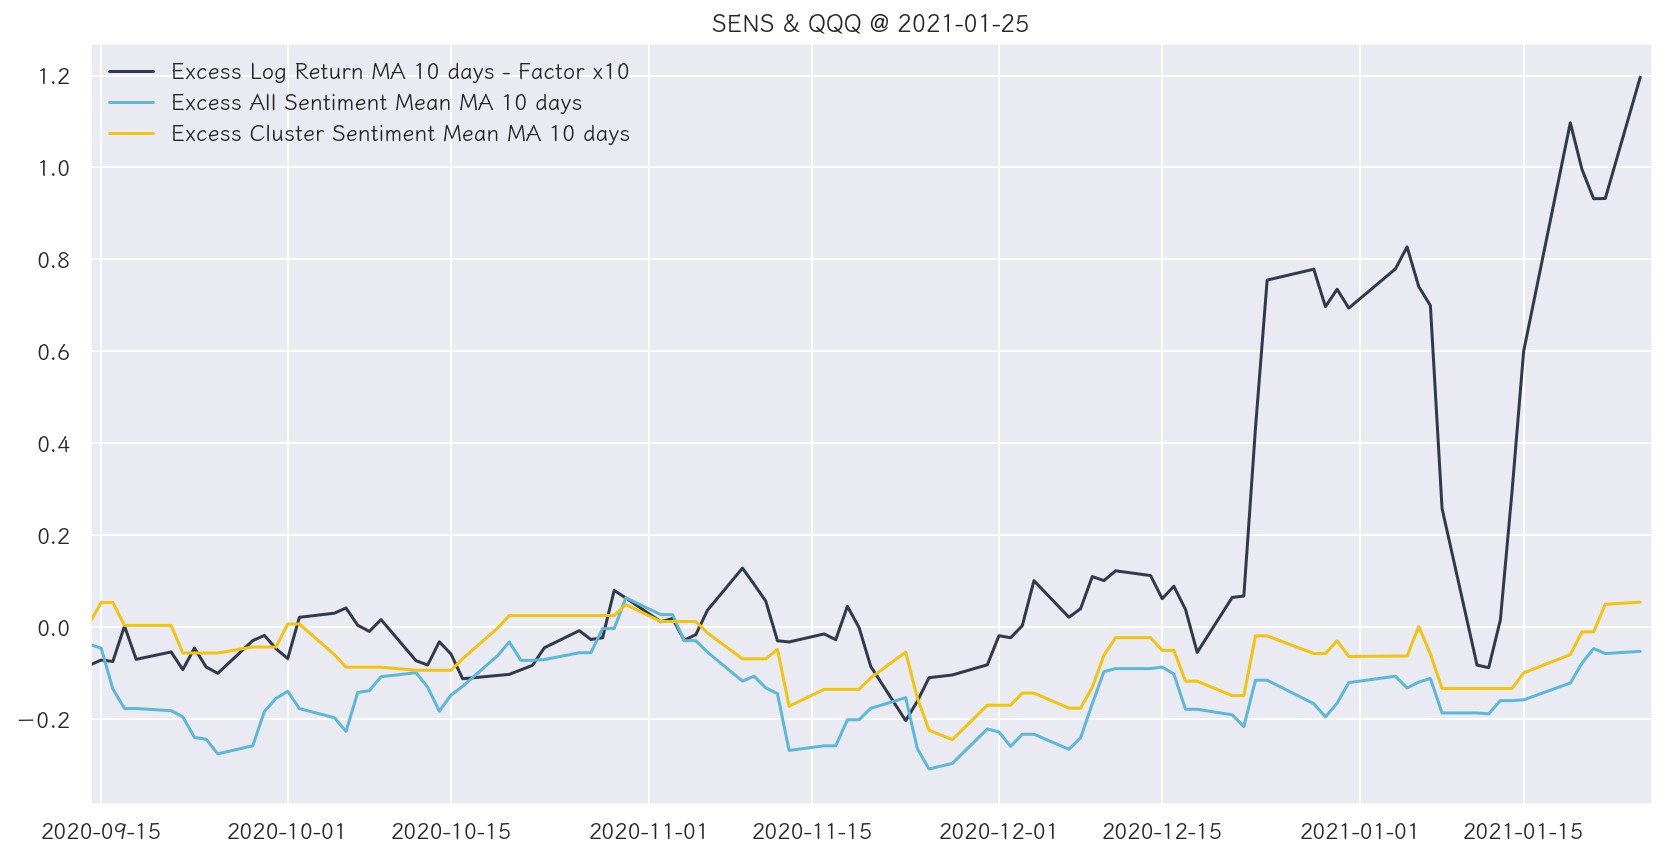 SENS & QQQ @ 2021-01-25
Excess Log Return MA 10 days - Factor x10
Excess All Sentiment Mean MA 10 days
Excess Cluster Sentiment Mean MA 10 days
1.2
1.0
0.8
0.6
0.4
0.2
0.0
−0.2
2020-09-15 2020-10-01 2020-10-15 2020-11-01 2020-11-15 2020-12-01 2020-12-15 2021-01-01 2021-01-15